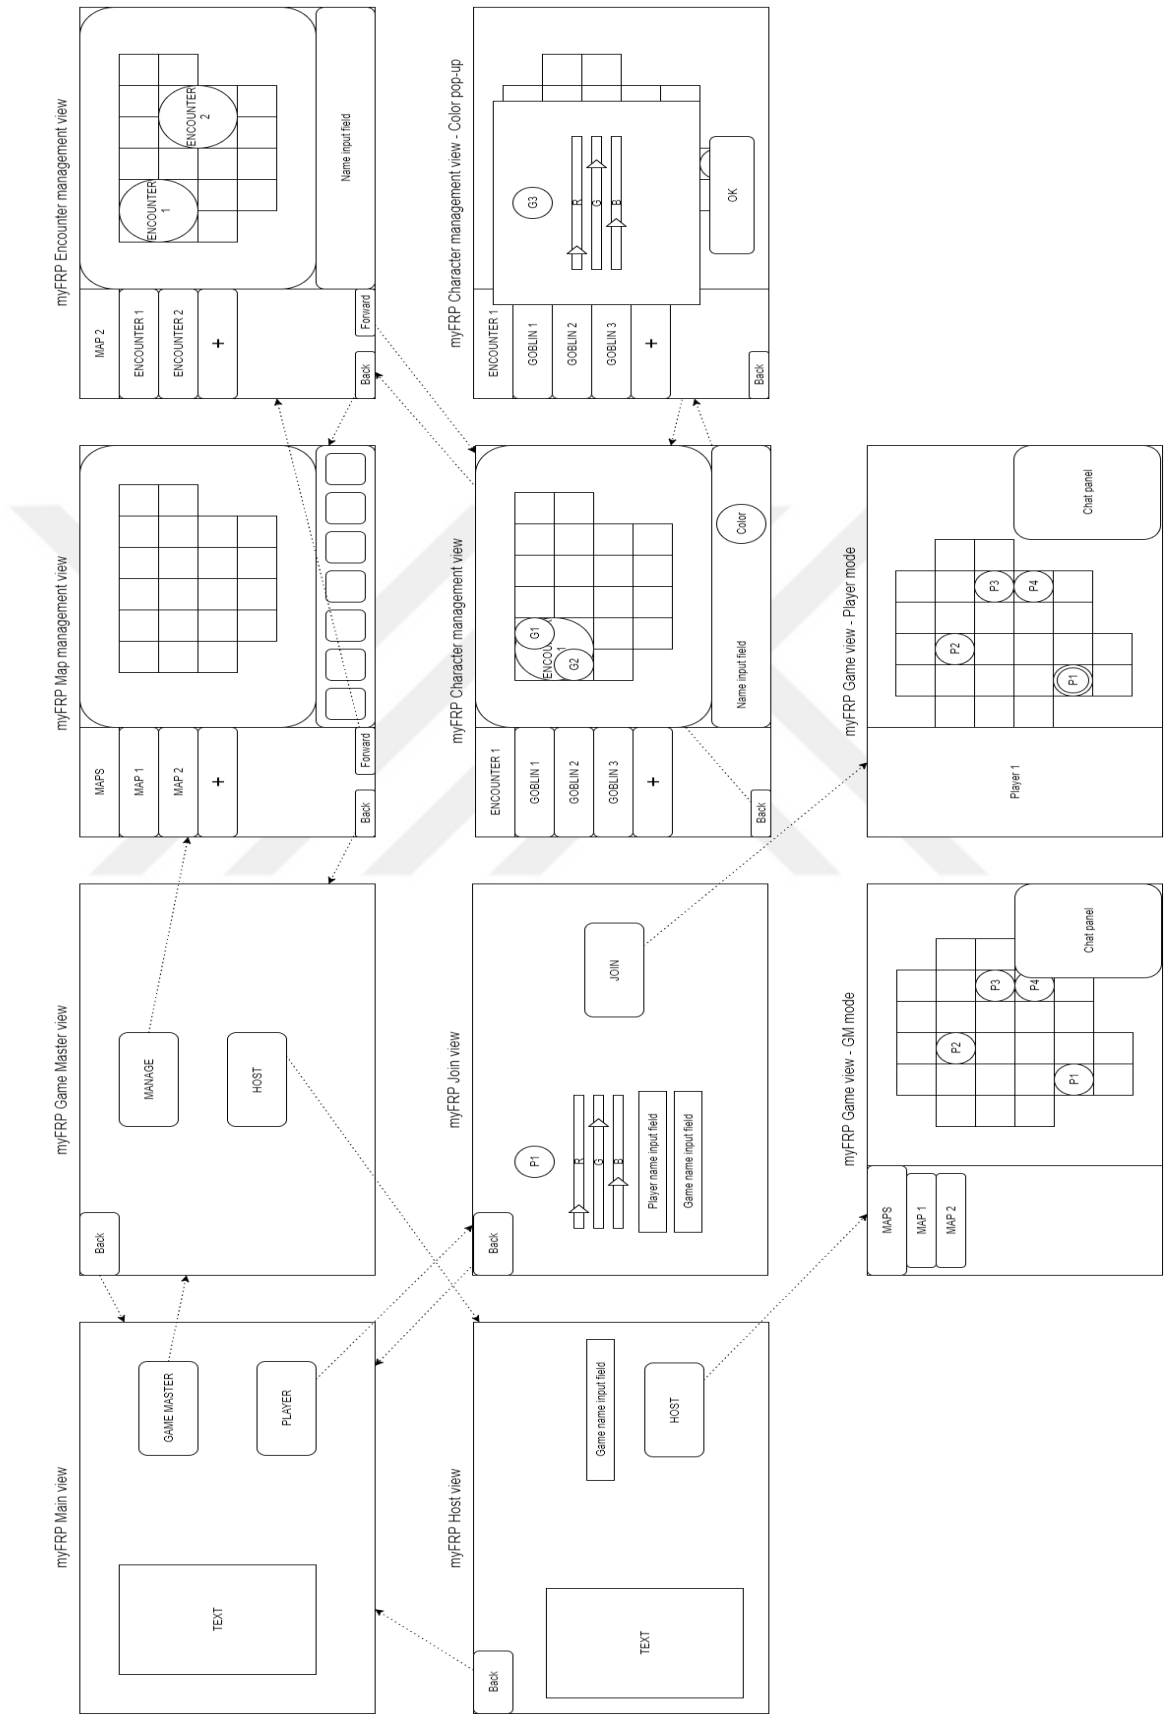 myFRP Main view
TEXT
GAME MASTER
PLAYER
myFRP Game Master view
Back
MANAGE
HOST
myFRP Map management view
MAPS
MAP 1
MAP 2
+
Back
Forward
myFRP Encounter management view
MAP 2
ENCOUNTER 1
ENCOUNTER 2
+
Back
Forward
ENCOUNTER
1
ENCOUNTER
2
Name input field
myFRP Host view
Back
TEXT
Game name input field
HOST
myFRP Join view
Back
P1
R
G
B
Player name input field
Game name input field
JOIN
myFRP Character management view
ENCOUNTER 1
GOBLIN 1
GOBLIN 2
GOBLIN 3
+
Back
ENCOU
1
G1
G2
Name input field
Color
myFRP Character management view - Color pop-up
ENCOUNTER 1
GOBLIN 1
GOBLIN 2
GOBLIN 3
+
Back
G3
R
G
B
OK
myFRP Game view - GM mode
MAPS
MAP 1
MAP 2
P2
P3
P4
P1
Chat panel
myFRP Game view - Player mode
Player 1
P2
P3
P4
P1
Chat panel